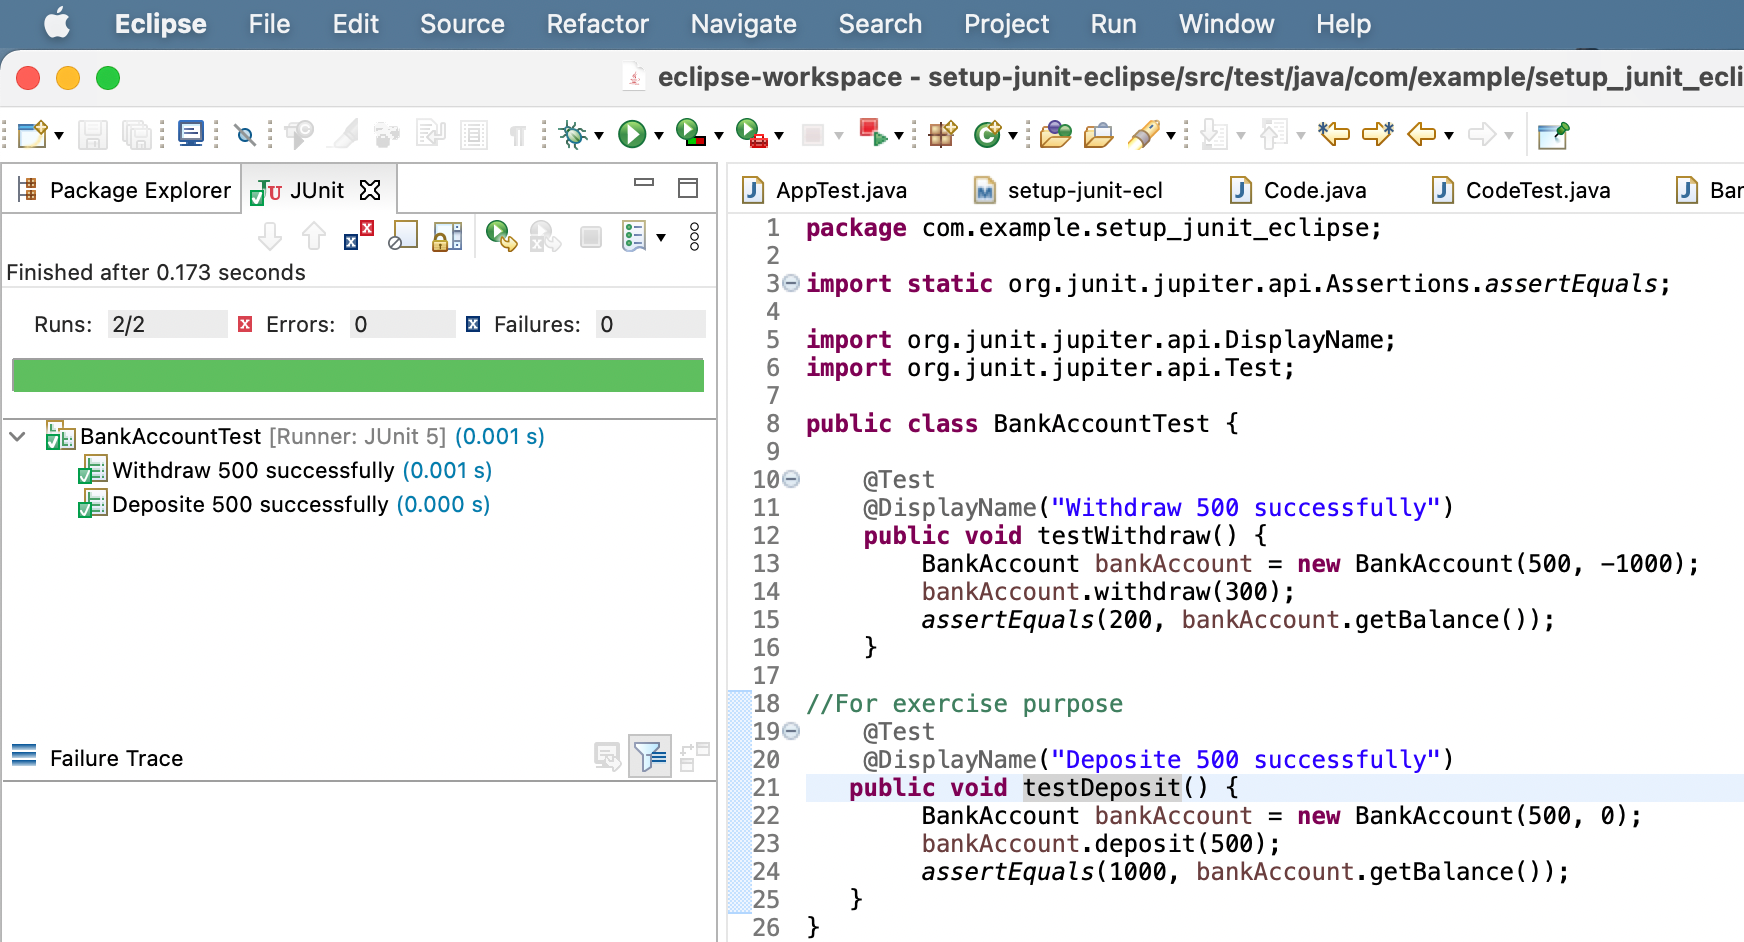 Eclipse File Edit Source Refactor Navigate Search Project Run Window Help
eclipse-workspace - setup-junit-eclipse/src/test/java/com/example/setup_junit_ecli
Package Explorer JUnit
AppTest.java setup-junit-ecl Code.java CodeTest.java Ban
Finished after 0.173 seconds
Runs: 2/2 Errors: 0 Failures: 0
BankAccountTest [Runner: JUnit 5] (0.001 s)
Withdraw 500 successfully (0.001 s)
Deposite 500 successfully (0.000 s)
Failure Trace
1 package com.example.setup_junit_eclipse;
2
3 import static org.junit.jupiter.api.Assertions.assertEquals;
4
5 import org.junit.jupiter.api.DisplayName;
6 import org.junit.jupiter.api.Test;
7
8 public class BankAccountTest {
9
10 @Test
11 @DisplayName("Withdraw 500 successfully")
12 public void testWithdraw() {
13 BankAccount bankAccount = new BankAccount(500, -1000);
14 bankAccount.withdraw(300);
15 assertEquals(200, bankAccount.getBalance());
16 }
17
18 //For exercise purpose
19 @Test
20 @DisplayName("Deposite 500 successfully")
21 public void testDeposit() {
22 BankAccount bankAccount = new BankAccount(500, 0);
23 bankAccount.deposit(500);
24 assertEquals(1000, bankAccount.getBalance());
25 }
26 }